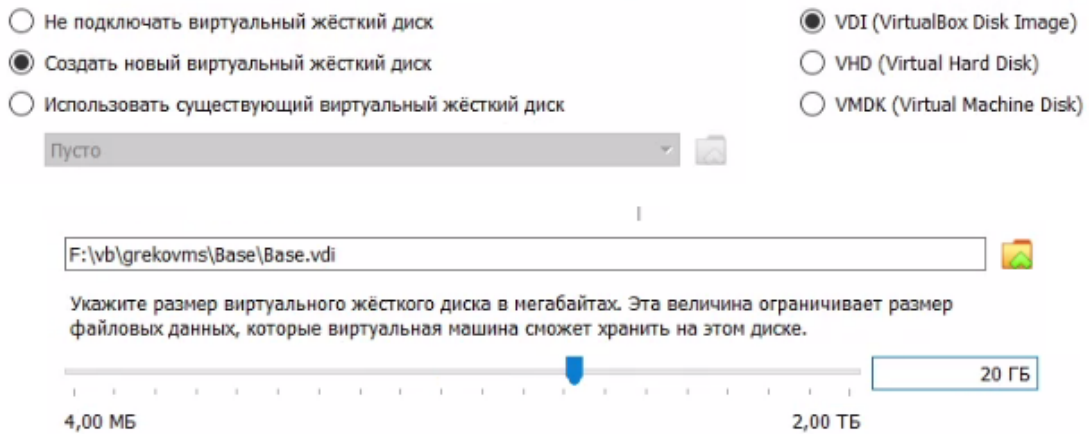 Не подключать виртуальный жёсткий диск
Создать новый виртуальный жёсткий диск
Использовать существующий виртуальный жёсткий диск
Пусто
VDI (VirtualBox Disk Image)
VHD (Virtual Hard Disk)
VMDK (Virtual Machine Disk)
F:\vb\grekovms\Base\Base.vdi
Укажите размер виртуального жёсткого диска в мегабайтах. Эта величина ограничивает размер
файловых данных, которые виртуальная машина сможет хранить на этом диске.
20 ГБ
4,00 МБ
2,00 ТБ